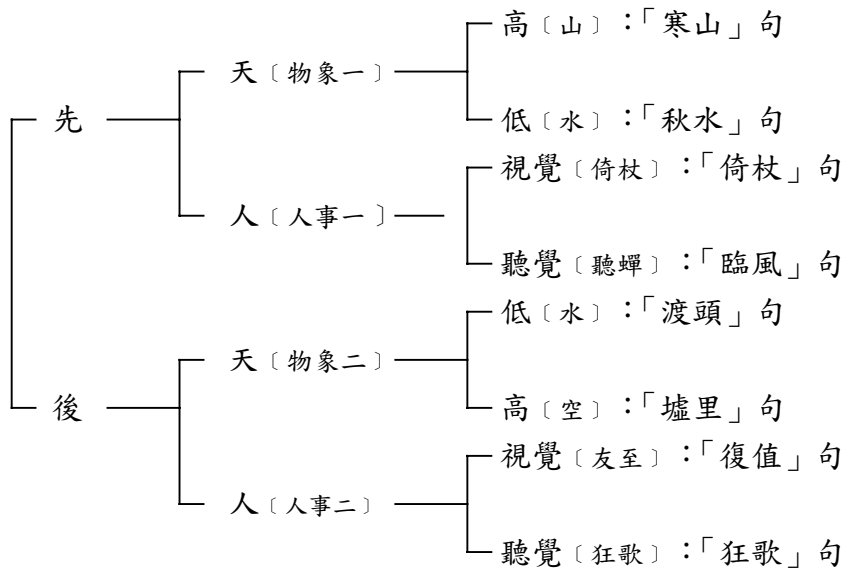 高〔山〕：「寒山」句
天〔物象一〕
低〔水〕：「秋水」句
先
視覺〔倚杖〕：「倚杖」句
人〔人事一〕
聽覺〔聽蟬〕：「臨風」句
低〔水〕：「渡頭」句
天〔物象二〕
高〔空〕：「墟里」句
後
視覺〔友至〕：「復值」句
人〔人事二〕
聽覺〔狂歌〕：「狂歌」句